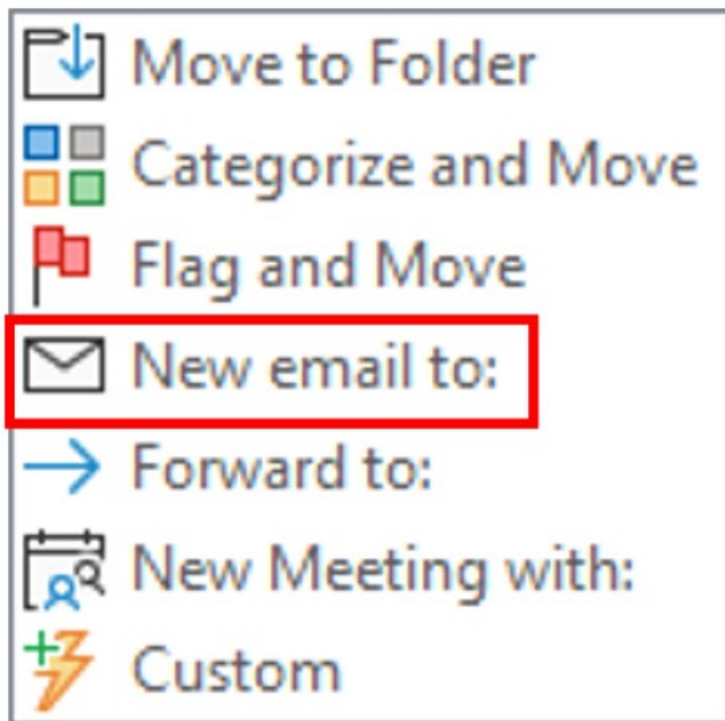 Move to Folder
Categorize and Move
Flag and Move
New email to:
Forward to:
New Meeting with:
Custom